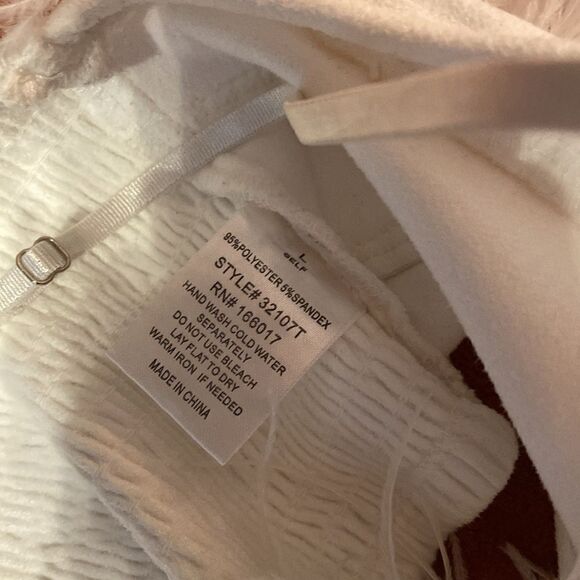 L
SELF
95%POLYESTER 5%SPANDEX
STYLE# 32107T
RN# 166017
HAND WASH COLD WATER
SEPARATELY
DO NOT USE BLEACH
LAY FLAT TO DRY
WARM IRON IF NEEDED
MADE IN CHINA